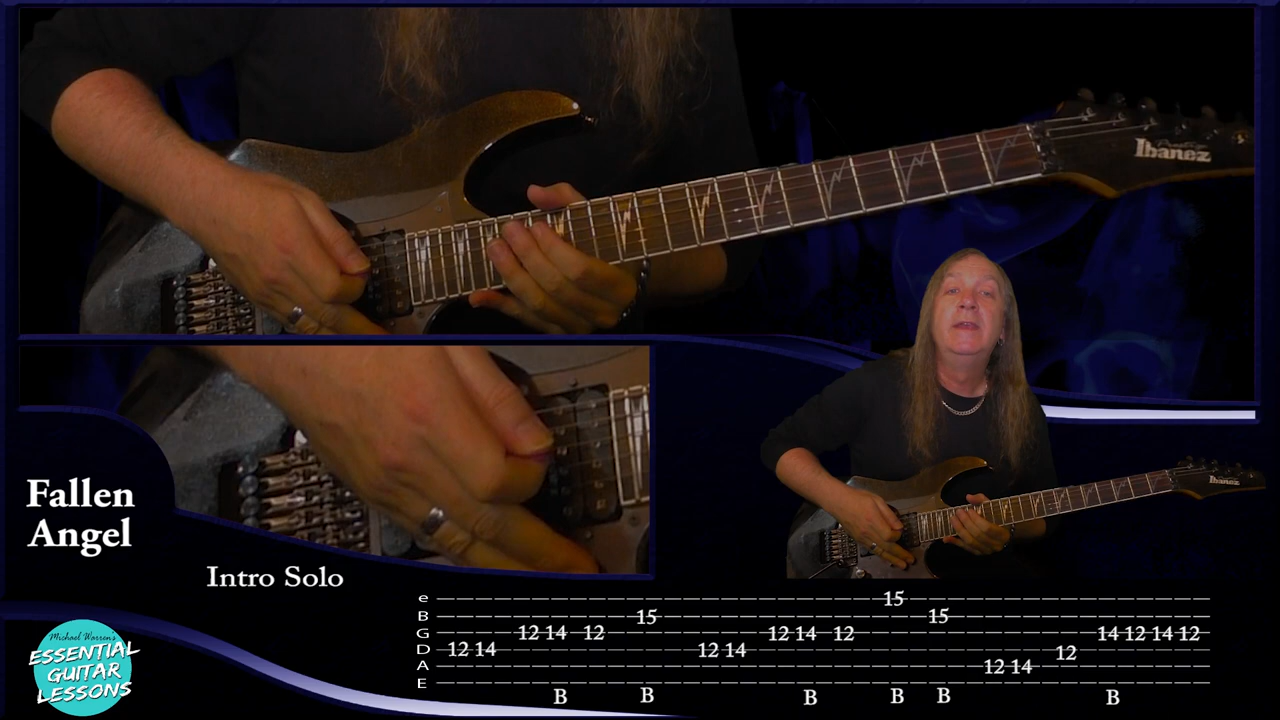 Ibanez
Ibanez
Fallen
Angel
Intro Solo
e 15
B 15 15
G 12 14 12 12 14 12 14 12 14 12
D 12 14 12 14 12
A 12 14
E
B B B B B B
Michael Warren's
ESSENTIAL
GUITAR
LESSONS